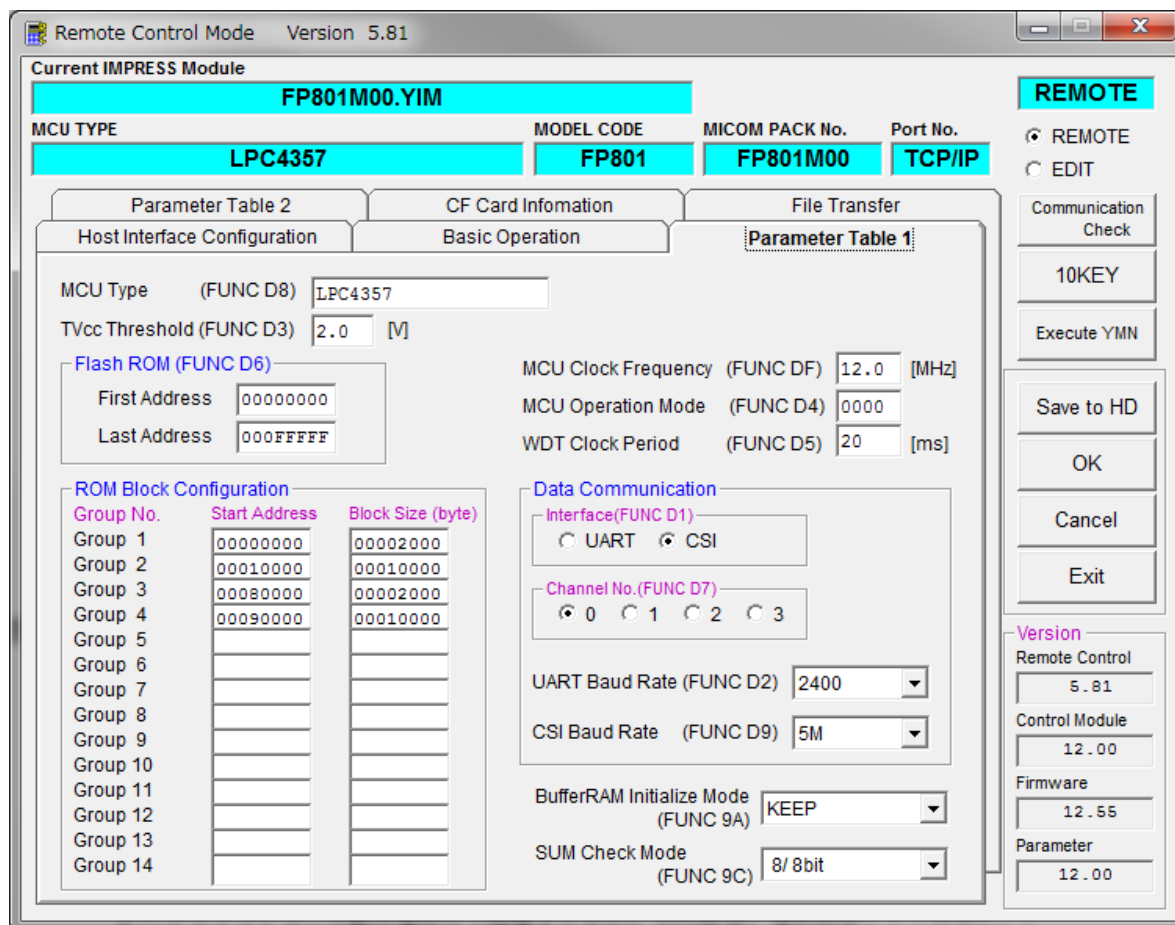 Remote Control Mode Version 5.81
Current IMPRESS Module
FP801M00.YIM
REMOTE
MCU TYPE MODEL CODE MICOM PACK No. Port No.
LPC4357 FP801 FP801M00 TCP/IP
REMOTE
EDIT
Parameter Table 2 CF Card Infomation File Transfer
Host Interface Configuration Basic Operation Parameter Table 1
MCU Type (FUNC D8) LPC4357
TVcc Threshold (FUNC D3) 2.0 [V]
Flash ROM (FUNC D6)
First Address 00000000
Last Address 000FFFFF
MCU Clock Frequency (FUNC DF) 12.0 [MHz]
MCU Operation Mode (FUNC D4) 0000
WDT Clock Period (FUNC D5) 20 [ms]
ROM Block Configuration
Group No. Start Address Block Size (byte)
Group 1 00000000 00002000
Group 2 00010000 00010000
Group 3 00080000 00002000
Group 4 00090000 00010000
Group 5
Group 6
Group 7
Group 8
Group 9
Group 10
Group 11
Group 12
Group 13
Group 14
Data Communication
Interface(FUNC D1)
UART CSI
Channel No.(FUNC D7)
0 1 2 3
UART Baud Rate (FUNC D2) 2400
CSI Baud Rate (FUNC D9) 5M
BufferRAM Initialize Mode
(FUNC 9A) KEEP
SUM Check Mode
(FUNC 9C) 8/ 8bit
Communication
Check
10KEY
Execute YMN
Save to HD
OK
Cancel
Exit
Version
Remote Control
5.81
Control Module
12.00
Firmware
12.55
Parameter
12.00